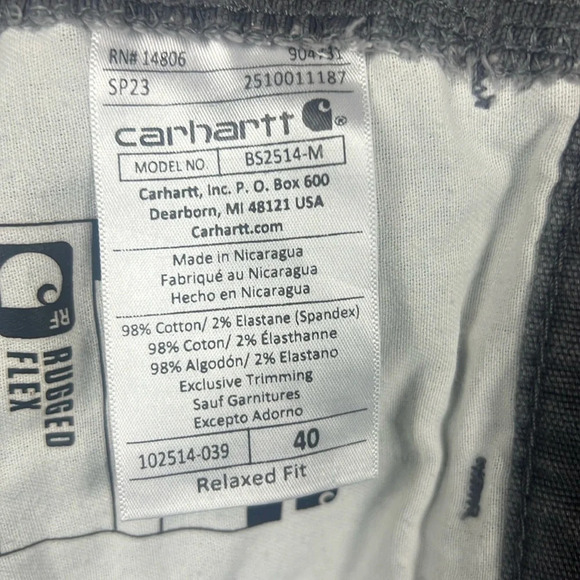 RN# 14806
SP23 2510011187
carhartt ®
MODEL NO BS2514-M
Carhartt, Inc. P. O. Box 600
Dearborn, MI 48121 USA
Carhartt.com
Made in Nicaragua
Fabriqué au Nicaragua
Hecho en Nicaragua
98% Cotton/ 2% Elastane (Spandex)
98% Coton/ 2% Élasthanne
98% Algodón/ 2% Elastano
Exclusive Trimming
Sauf Garnitures
Excepto Adorno
102514-039 40
Relaxed Fit
RF
RUGGED
FLEX